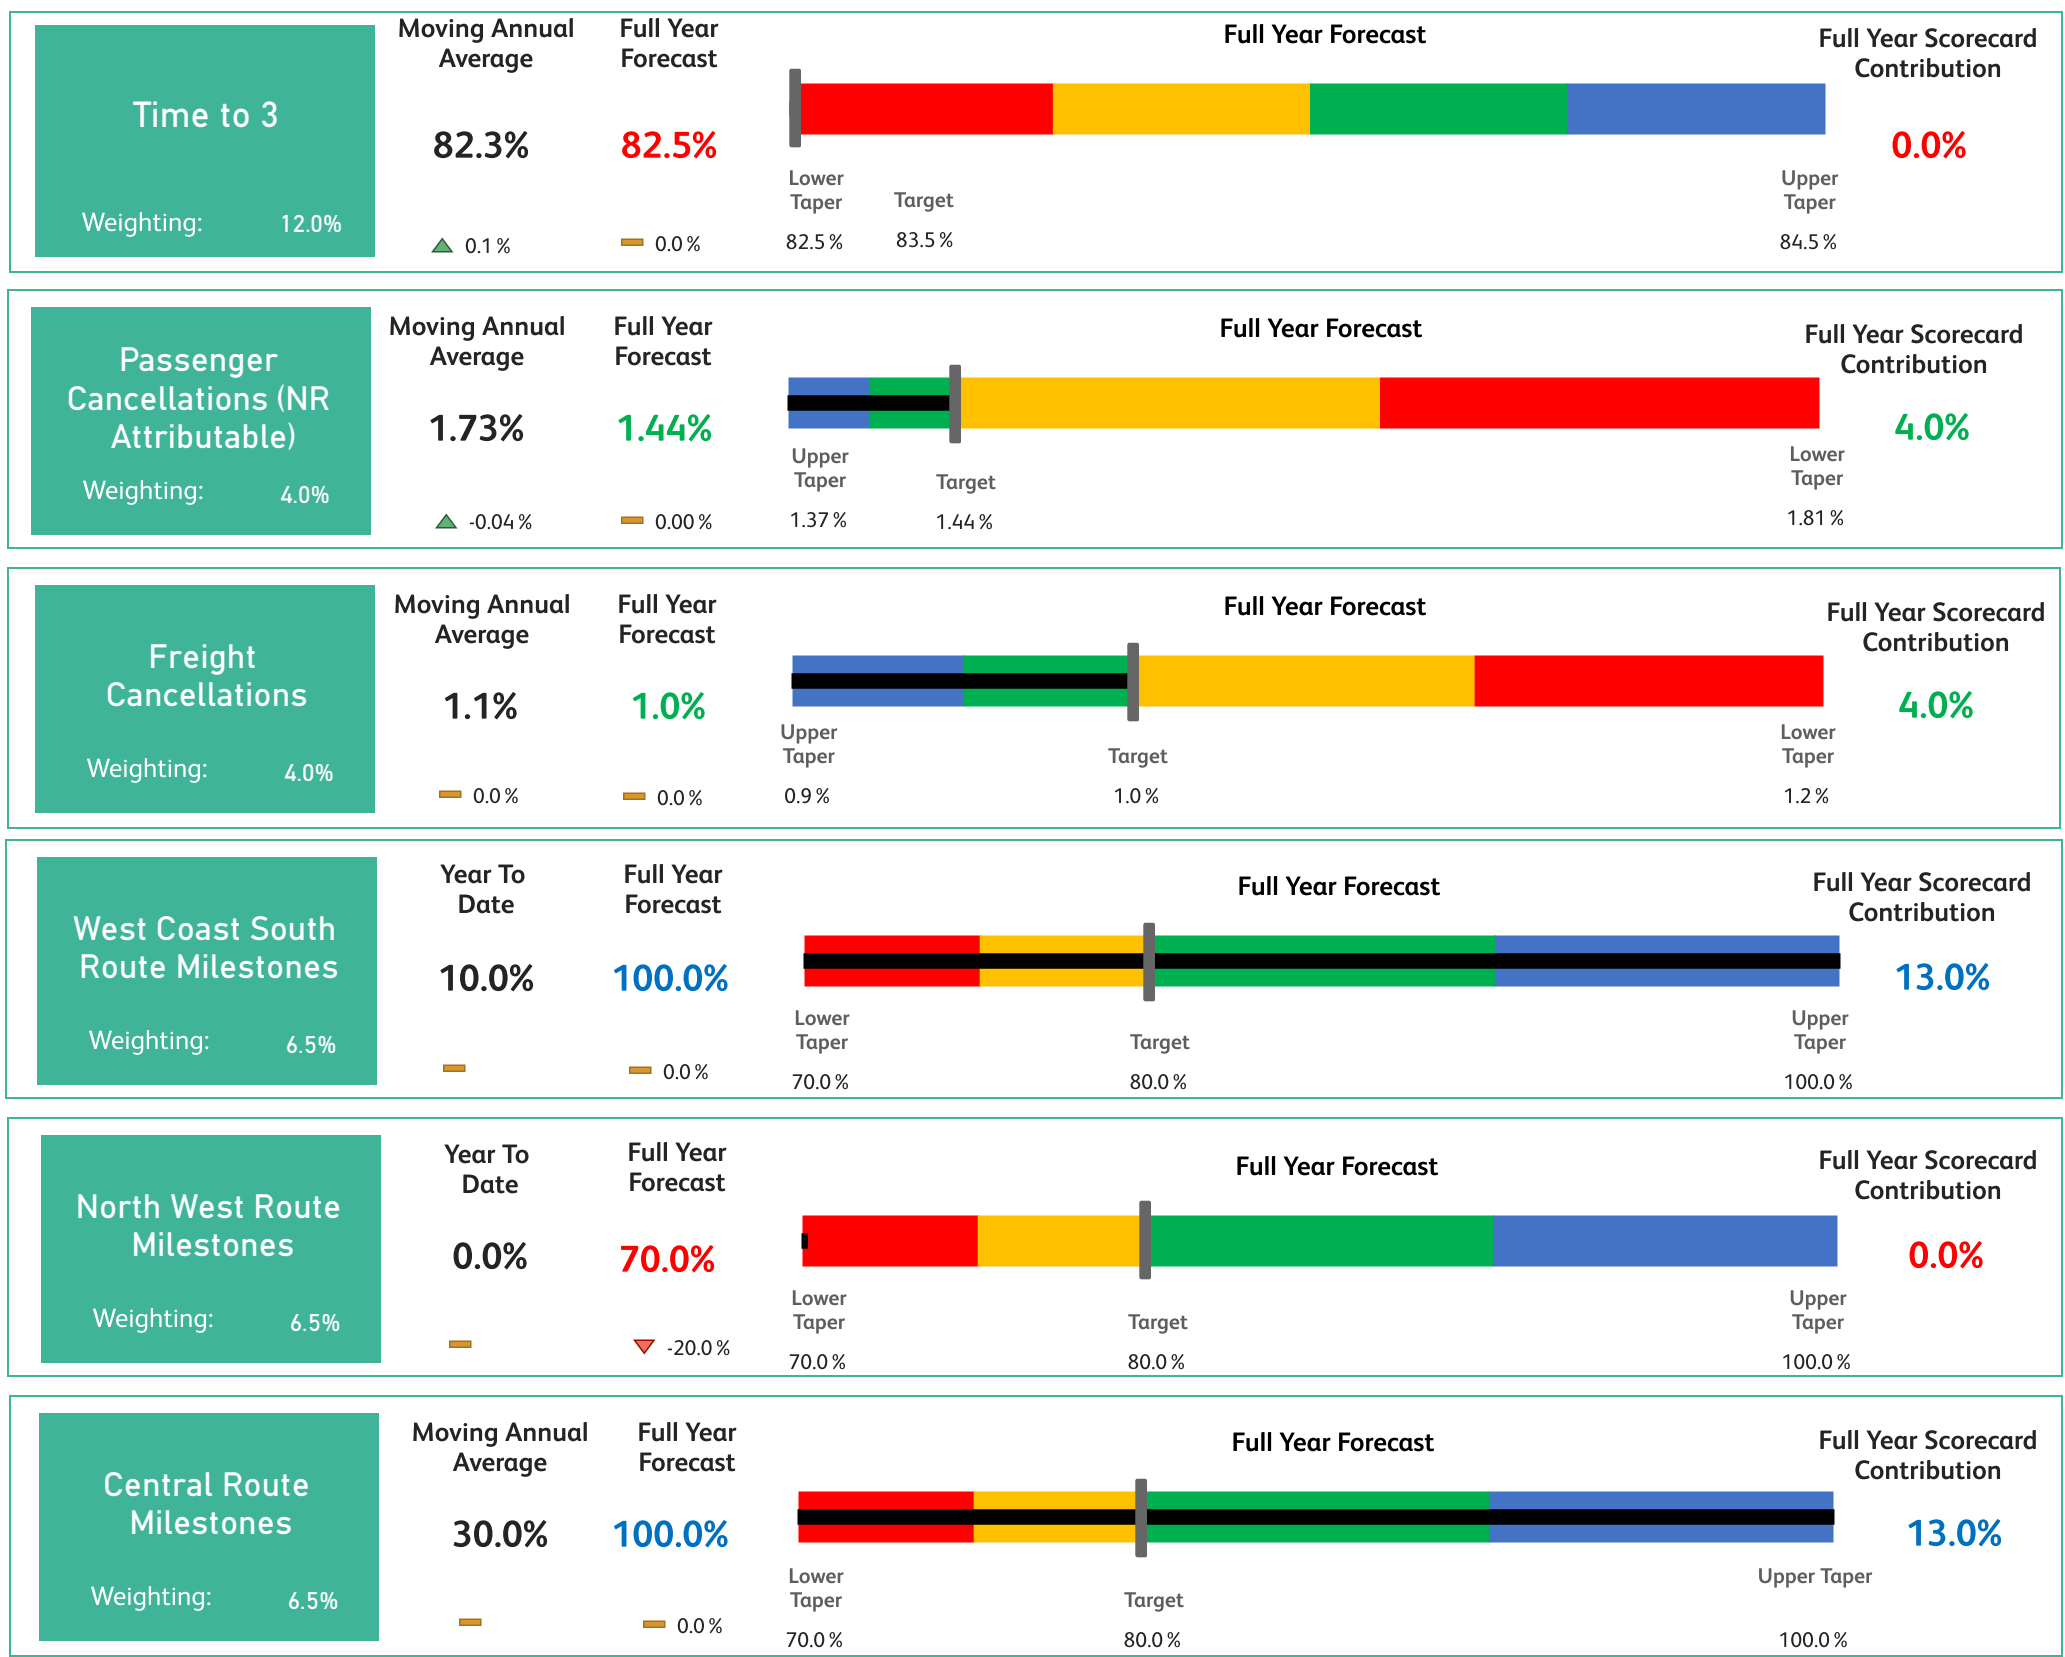 Time to 3
Weighting: 12.0%
Moving Annual
Average
82.3%
0.1 %
Full Year
Forecast
82.5%
0.0 %
Full Year Forecast
Lower
Taper
82.5 %
Target
83.5 %
Upper
Taper
84.5 %
Full Year Scorecard
Contribution
0.0%
Passenger
Cancellations (NR
Attributable)
Weighting: 4.0%
Moving Annual
Average
1.73%
-0.04 %
Full Year
Forecast
1.44%
0.00 %
Full Year Forecast
Upper
Taper
1.37 %
Target
1.44 %
Lower
Taper
1.81 %
Full Year Scorecard
Contribution
4.0%
Freight
Cancellations
Weighting: 4.0%
Moving Annual
Average
1.1%
0.0 %
Full Year
Forecast
1.0%
0.0 %
Full Year Forecast
Upper
Taper
0.9 %
Target
1.0 %
Lower
Taper
1.2 %
Full Year Scorecard
Contribution
4.0%
West Coast South
Route Milestones
Weighting: 6.5%
Year To
Date
10.0%
Full Year
Forecast
100.0%
0.0 %
Full Year Forecast
Lower
Taper
70.0 %
Target
80.0 %
Upper
Taper
100.0 %
Full Year Scorecard
Contribution
13.0%
North West Route
Milestones
Weighting: 6.5%
Year To
Date
0.0%
Full Year
Forecast
70.0%
-20.0 %
Full Year Forecast
Lower
Taper
70.0 %
Target
80.0 %
Upper
Taper
100.0 %
Full Year Scorecard
Contribution
0.0%
Central Route
Milestones
Weighting: 6.5%
Moving Annual
Average
30.0%
Full Year
Forecast
100.0%
0.0 %
Full Year Forecast
Lower
Taper
70.0 %
Target
80.0 %
Upper Taper
100.0 %
Full Year Scorecard
Contribution
13.0%